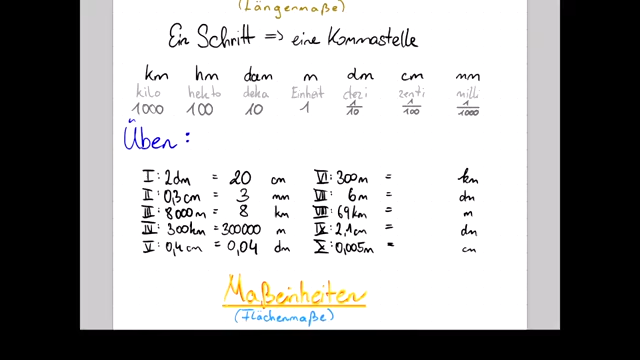 (Längermaße)
Ein Schritt => eine Kommastelle
km hm dam m dm cm mm
kilo hekto deka Einheit dezi zenti milli
1000 100 10 1 1/10 1/100 1/1000
Üben:
I: 2dm = 20 cm
II: 0,3cm = 3 mm
III: 8000m = 8 km
IV: 300km = 300000 m
V: 0,4cm = 0,04 dm
VI: 300m = km
VII: 6m = dm
VIII: 69km = m
IX: 2,1cm = dm
X: 0,005m = cm
Maßeinheiten
(Flächenmaße)